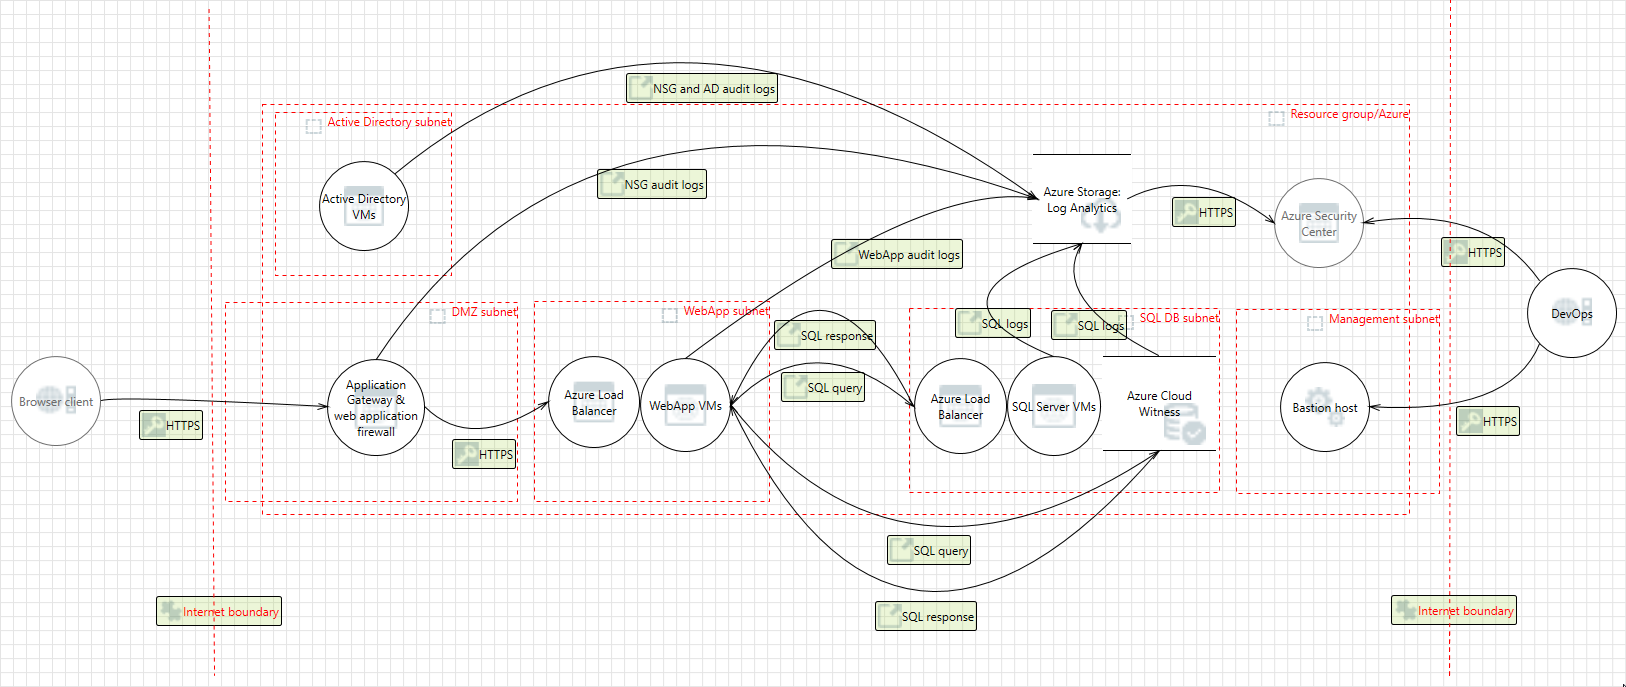 NSG and AD audit logs
Active Directory subnet
Resource group/Azure
Active Directory
VMs
NSG audit logs
Azure Storage:
Log Analytics
HTTPS
Azure Security
Center
HTTPS
WebApp audit logs
DMZ subnet
WebApp subnet
SQL response
SQL logs
SQL logs
SQL DB subnet
Management subnet
DevOps
Browser client
HTTPS
Application
Gateway &
web application
firewall
HTTPS
Azure Load
Balancer
WebApp VMs
SQL query
Azure Load
Balancer
SQL Server VMs
Azure Cloud
Witness
Bastion host
HTTPS
SQL query
SQL response
Internet boundary
Internet boundary